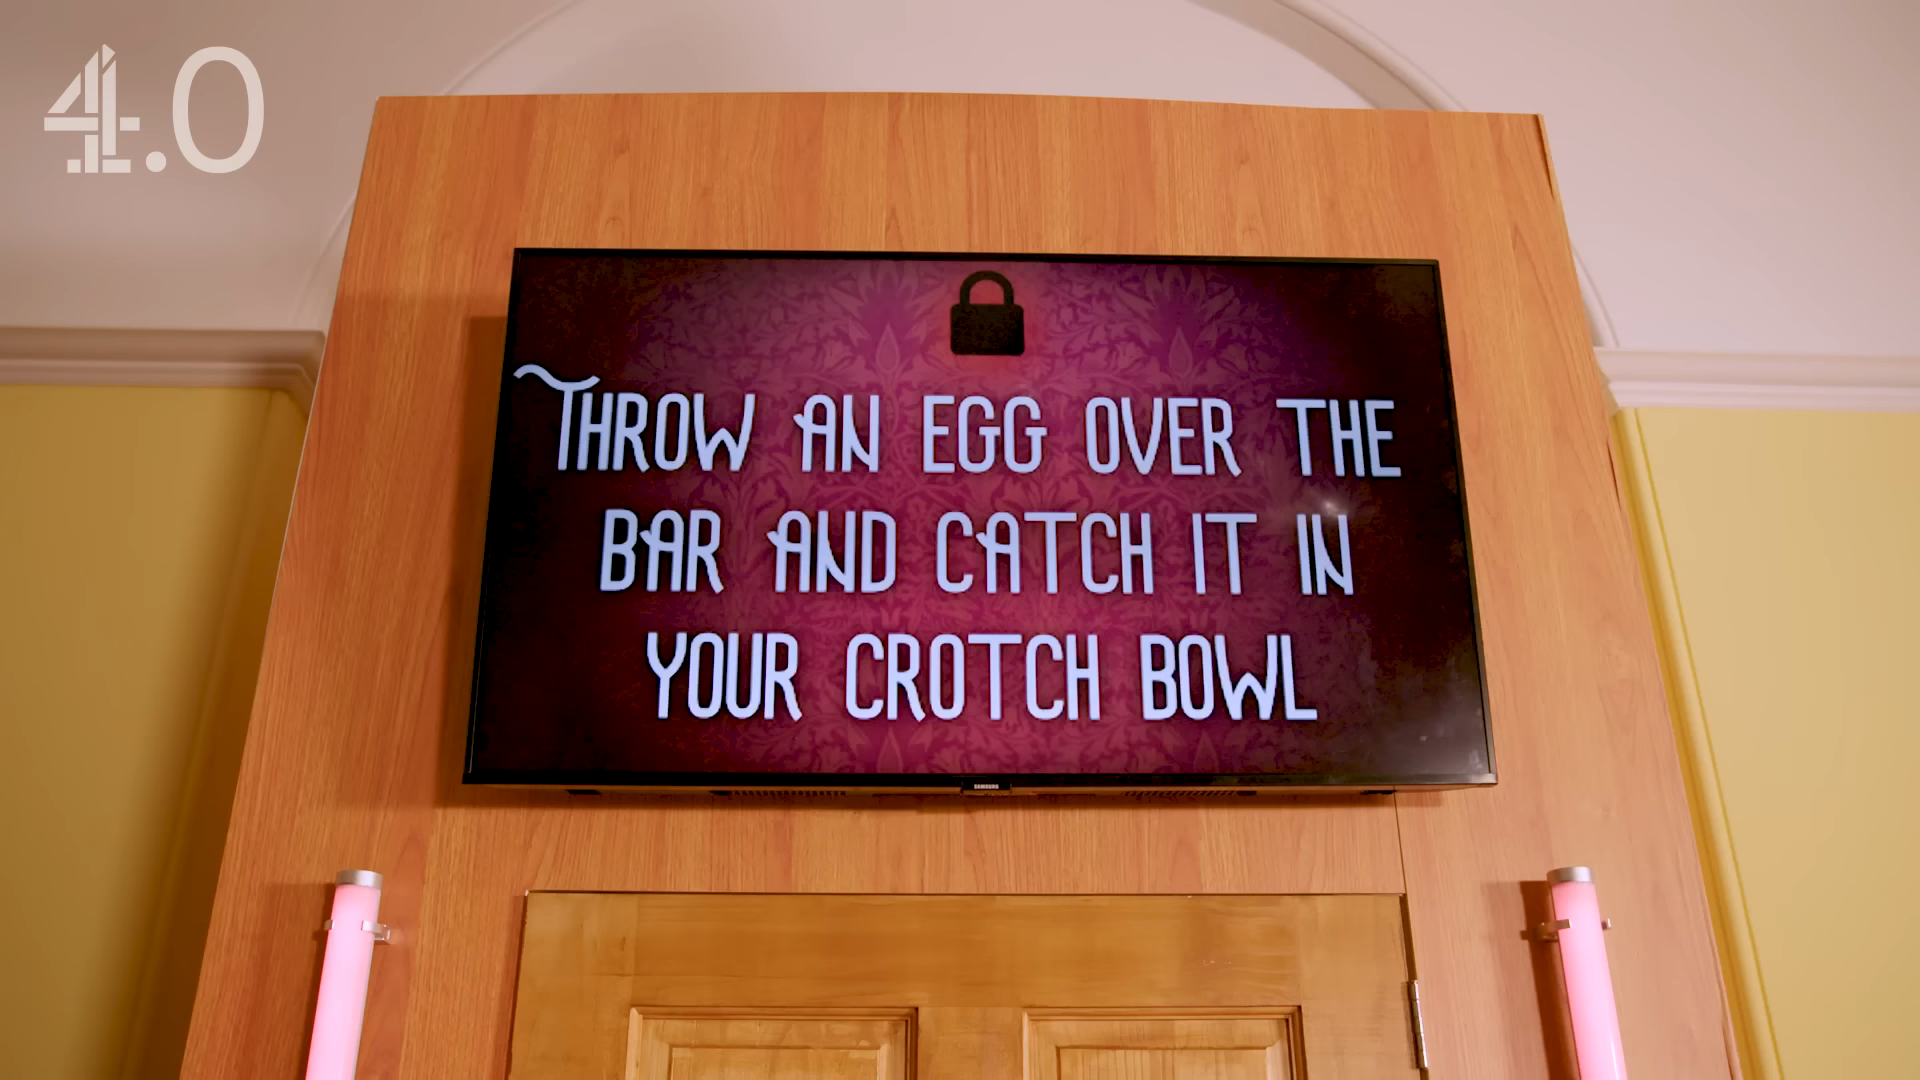 4.0
THROW AN EGG OVER THE
BAR AND CATCH IT IN
YOUR CROTCH BOWL
SAMSUNG